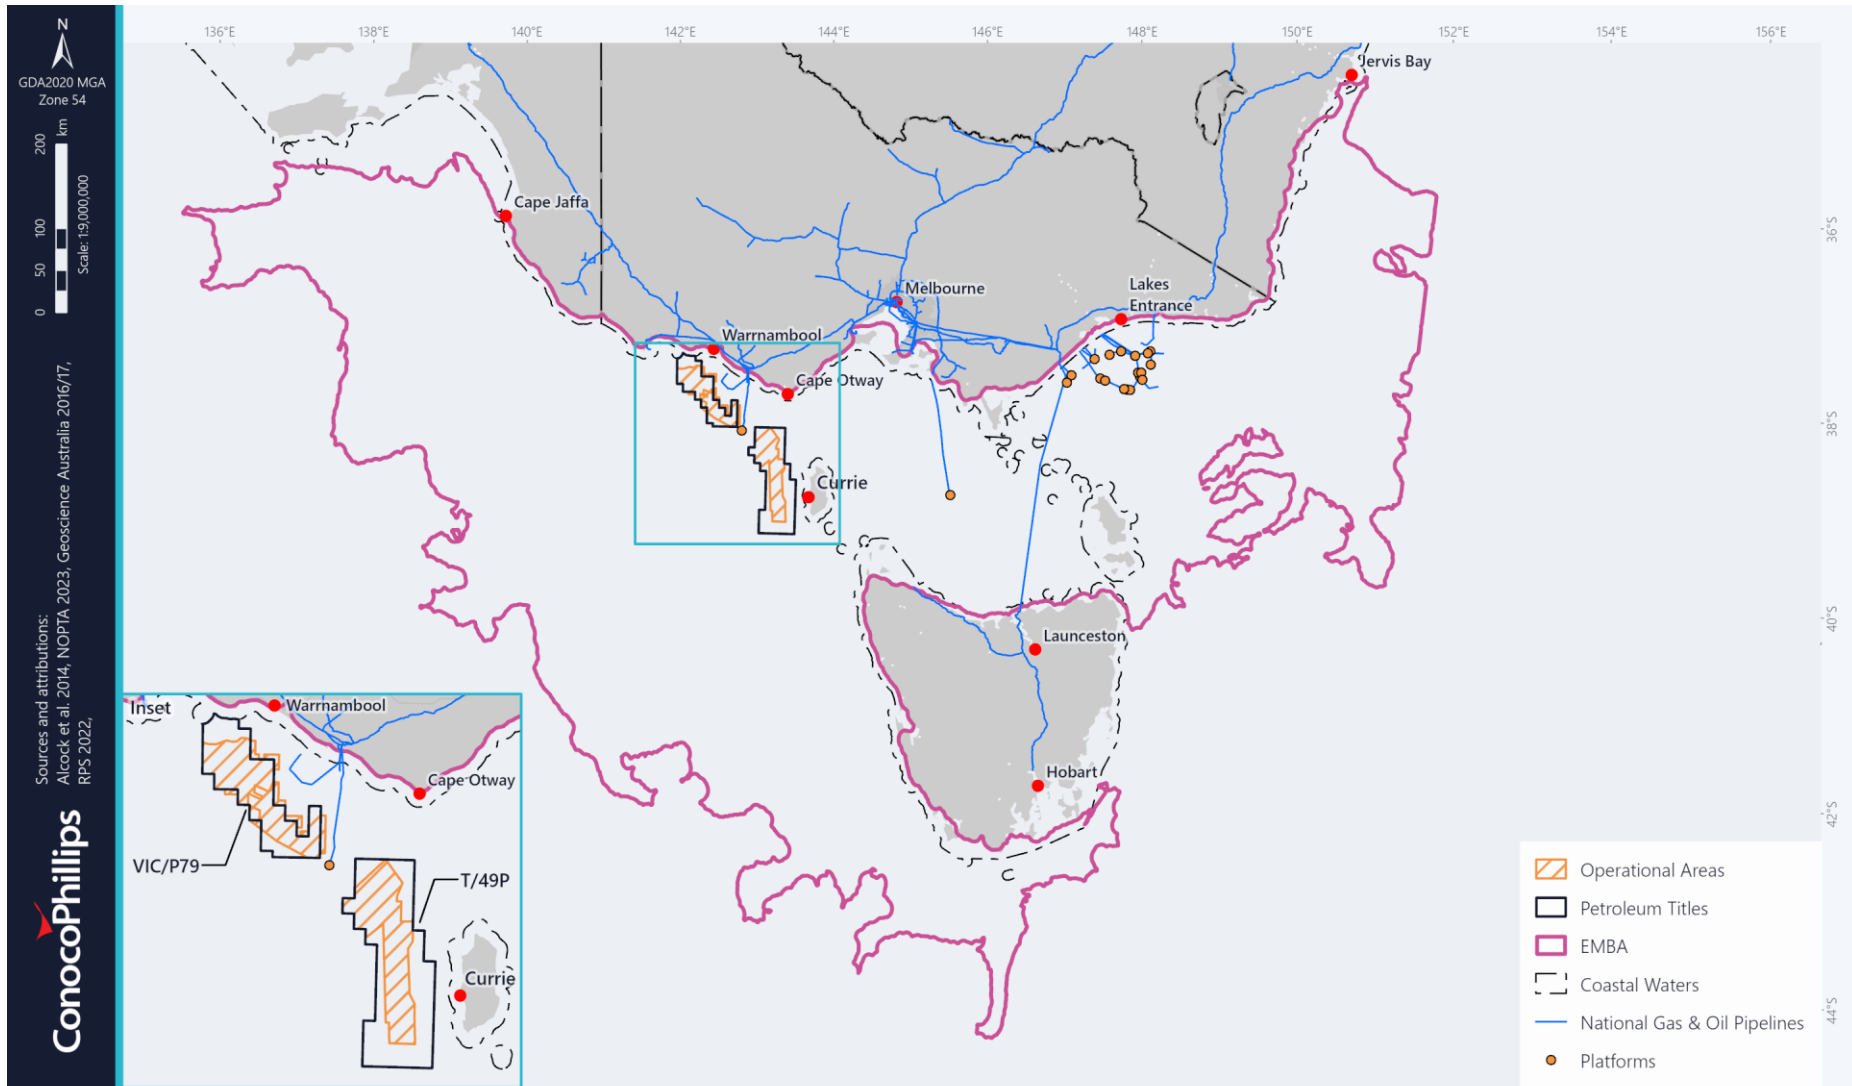 136°E
138°E
140°E
142°E
144°E
146°E
148°E
150°E
152°E
154°E
156°E
N
GDA2020 MGA
Zone 54
0
50
100
200
km
Scale: 1:9,000,000
Sources and attributions:
Alcock et al. 2014, NOPTA 2023, Geoscience Australia 2016/17,
RPS 2022,
ConocoPhillips
Jervis Bay
Cape Jaffa
Melbourne
Lakes
Entrance
Warrnambool
Cape Otway
Currie
Launceston
Hobart
36°S
38°S
40°S
42°S
44°S
Inset
Warrnambool
Cape Otway
VIC/P79
T/49P
Currie
Operational Areas
Petroleum Titles
EMBA
Coastal Waters
National Gas & Oil Pipelines
Platforms